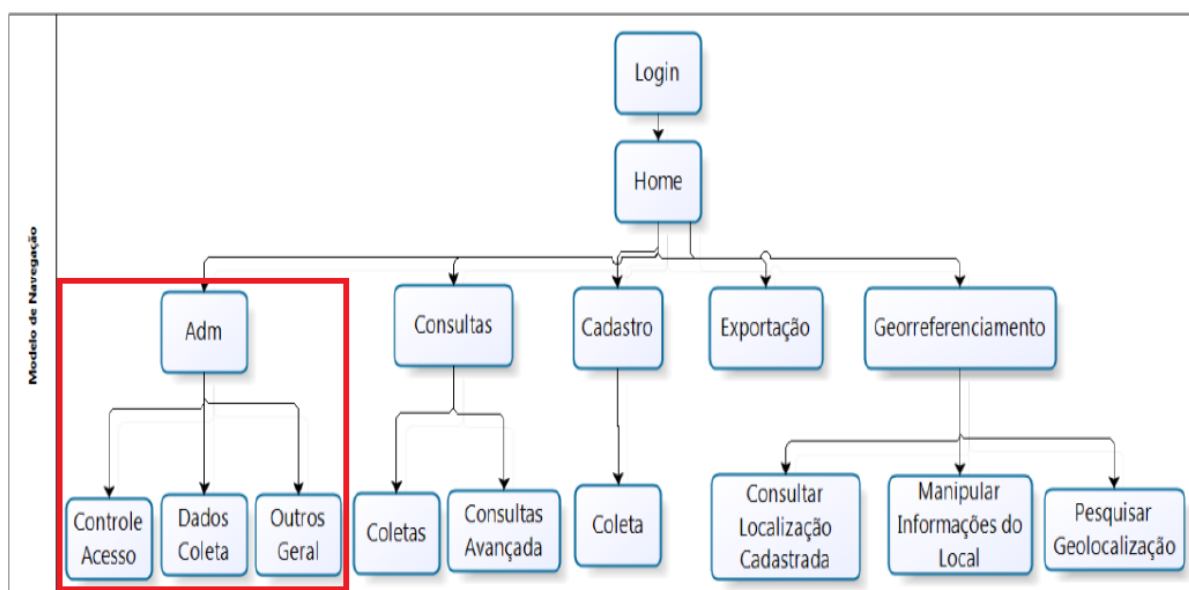 Modelo de Navegação
Login
Home
Adm
Consultas
Cadastro
Exportação
Georreferenciamento
Controle
Acesso
Dados
Coleta
Outros
Geral
Coletas
Consultas
Avançada
Coleta
Consultar
Localização
Cadastrada
Manipular
Informações do
Local
Pesquisar
Geolocalização